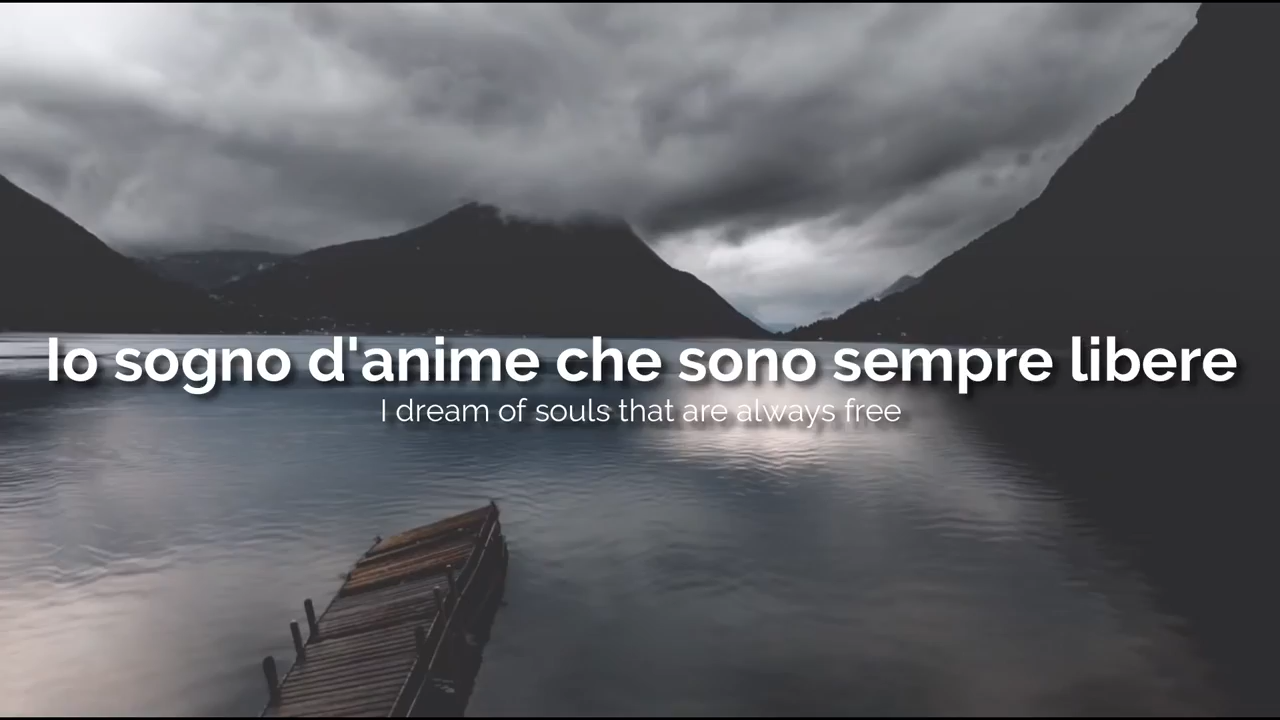 Io sogno d'anime che sono sempre libere
I dream of souls that are always free